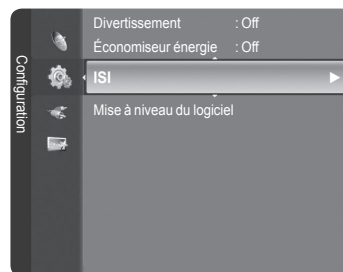 Configuration
Divertissement : Off
Économiseur énergie : Off
ISI
Mise à niveau du logiciel